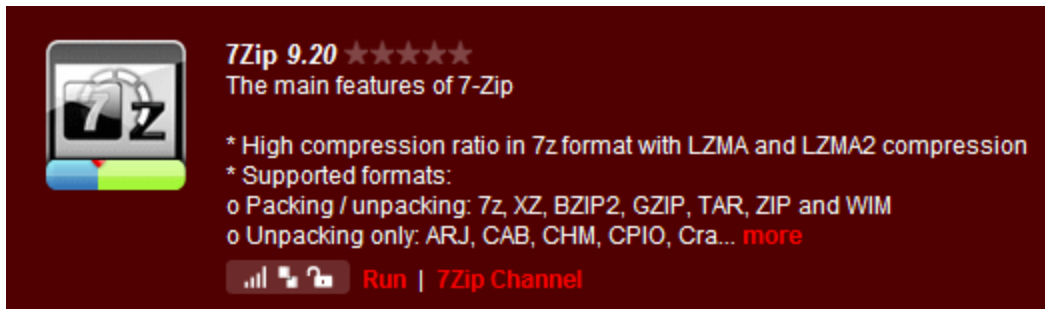 7z
7Zip 9.20
The main features of 7-Zip
* High compression ratio in 7z format with LZMA and LZMA2 compression
* Supported formats:
o Packing / unpacking: 7z, XZ, BZIP2, GZIP, TAR, ZIP and WIM
o Unpacking only: ARJ, CAB, CHM, CPIO, Cra... more
Run | 7Zip Channel